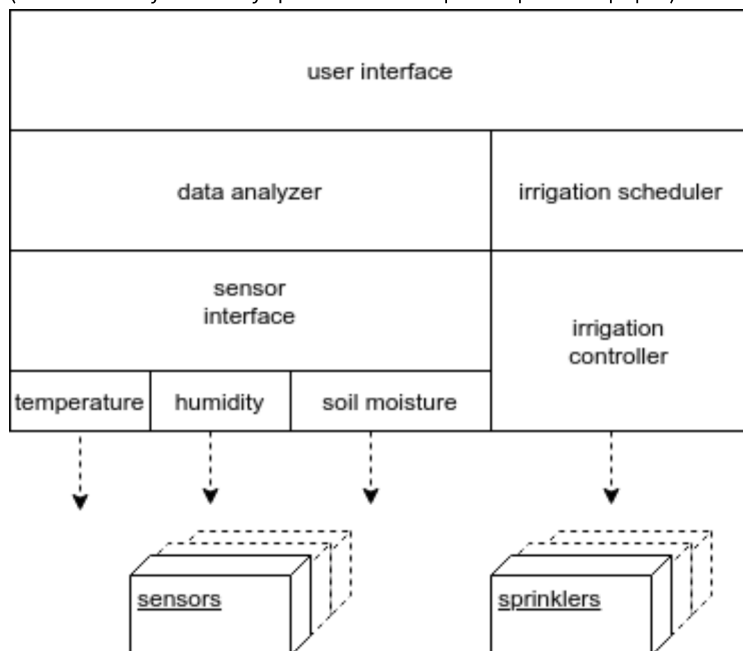 user interface
data analyzer
irrigation scheduler
sensor
interface
irrigation
controller
temperature
humidity
soil moisture
sensors
sprinklers